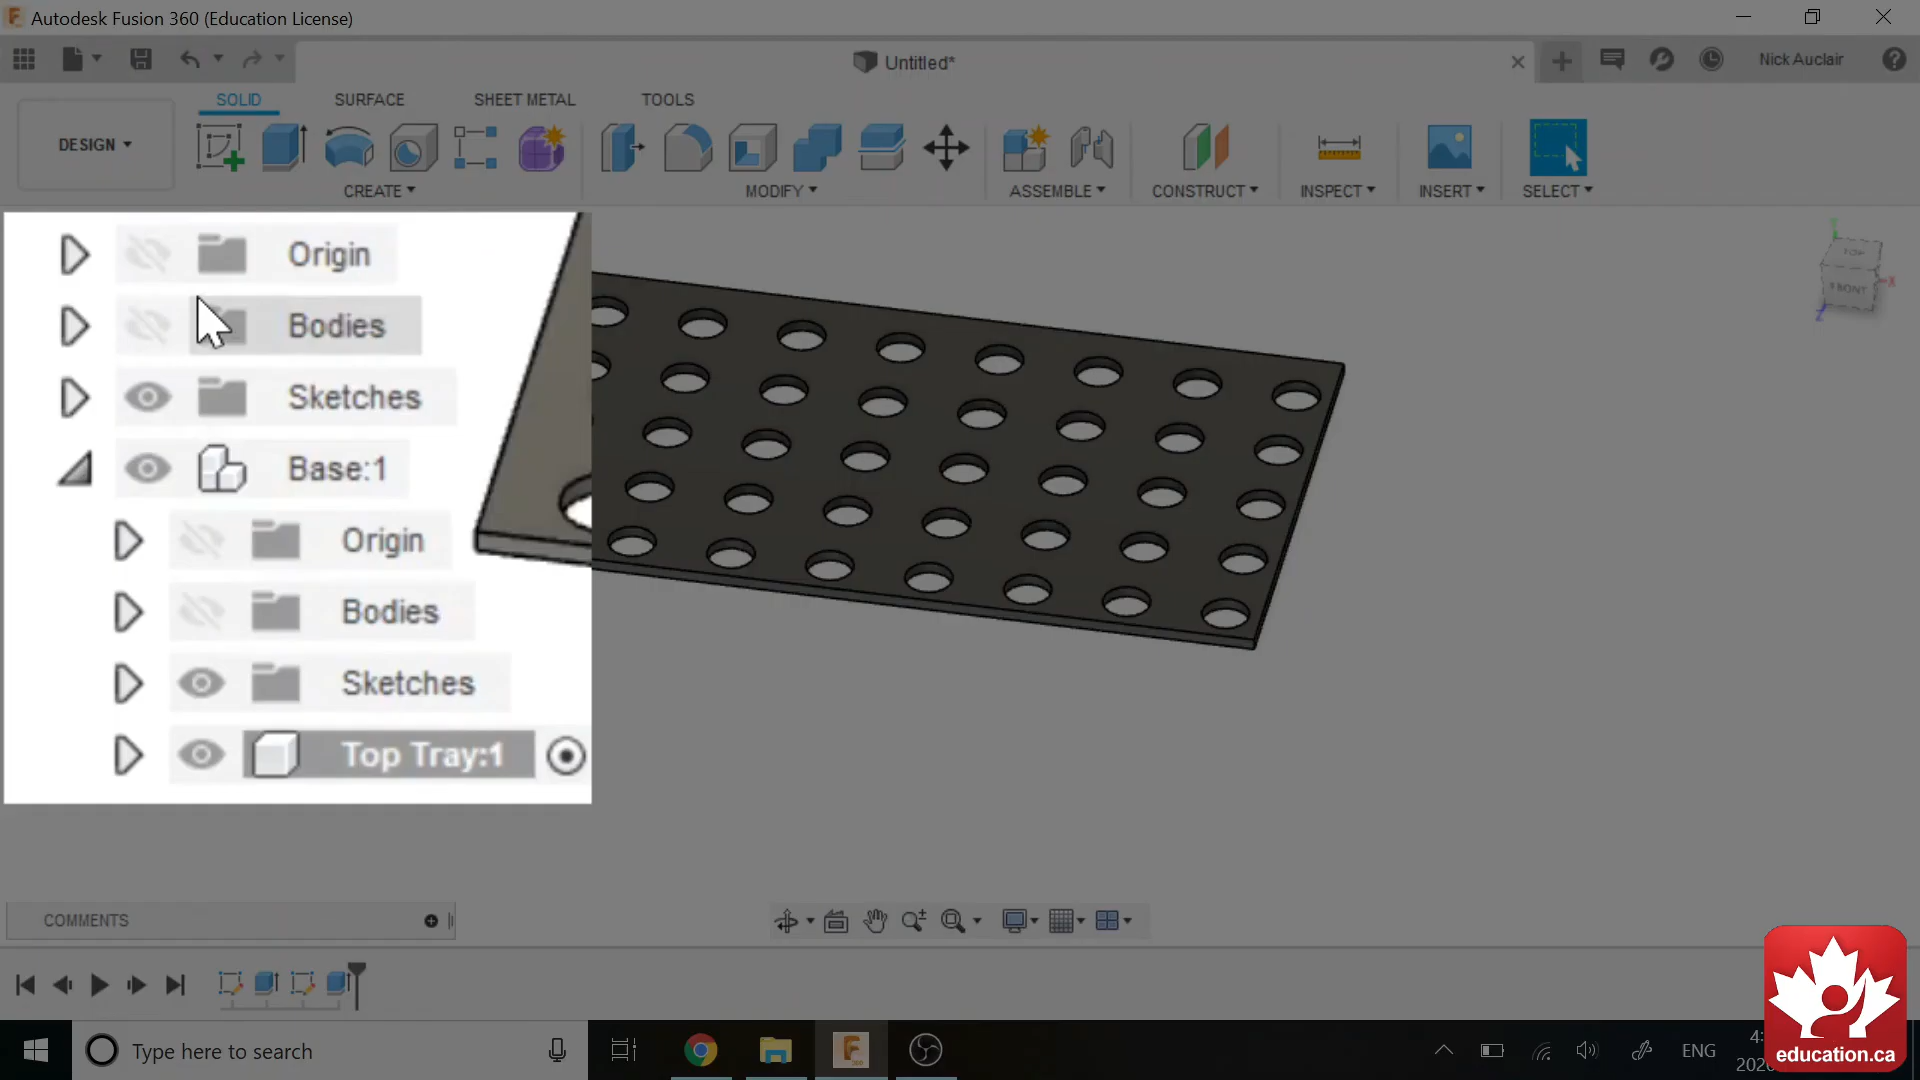 Autodesk Fusion 360 (Education License)
Untitled*
Nick Auclair
SOLID SURFACE SHEET METAL TOOLS
DESIGN
CREATE MODIFY ASSEMBLE CONSTRUCT INSPECT INSERT SELECT
Origin
Bodies
Sketches
Base:1
Origin
Bodies
Sketches
Top Tray:1
TOP
FRONT
X
COMMENTS
Type here to search
ENG
education.ca